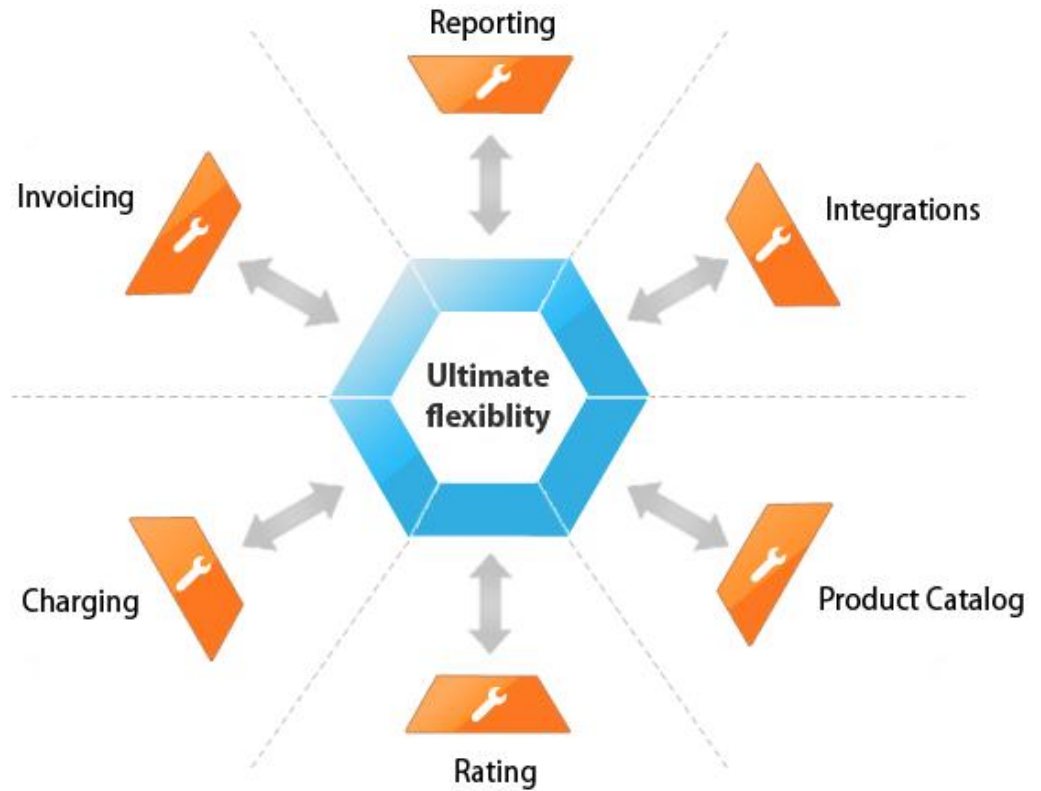 Reporting
Invoicing
Integrations
Ultimate
flexiblity
Charging
Product Catalog
Rating